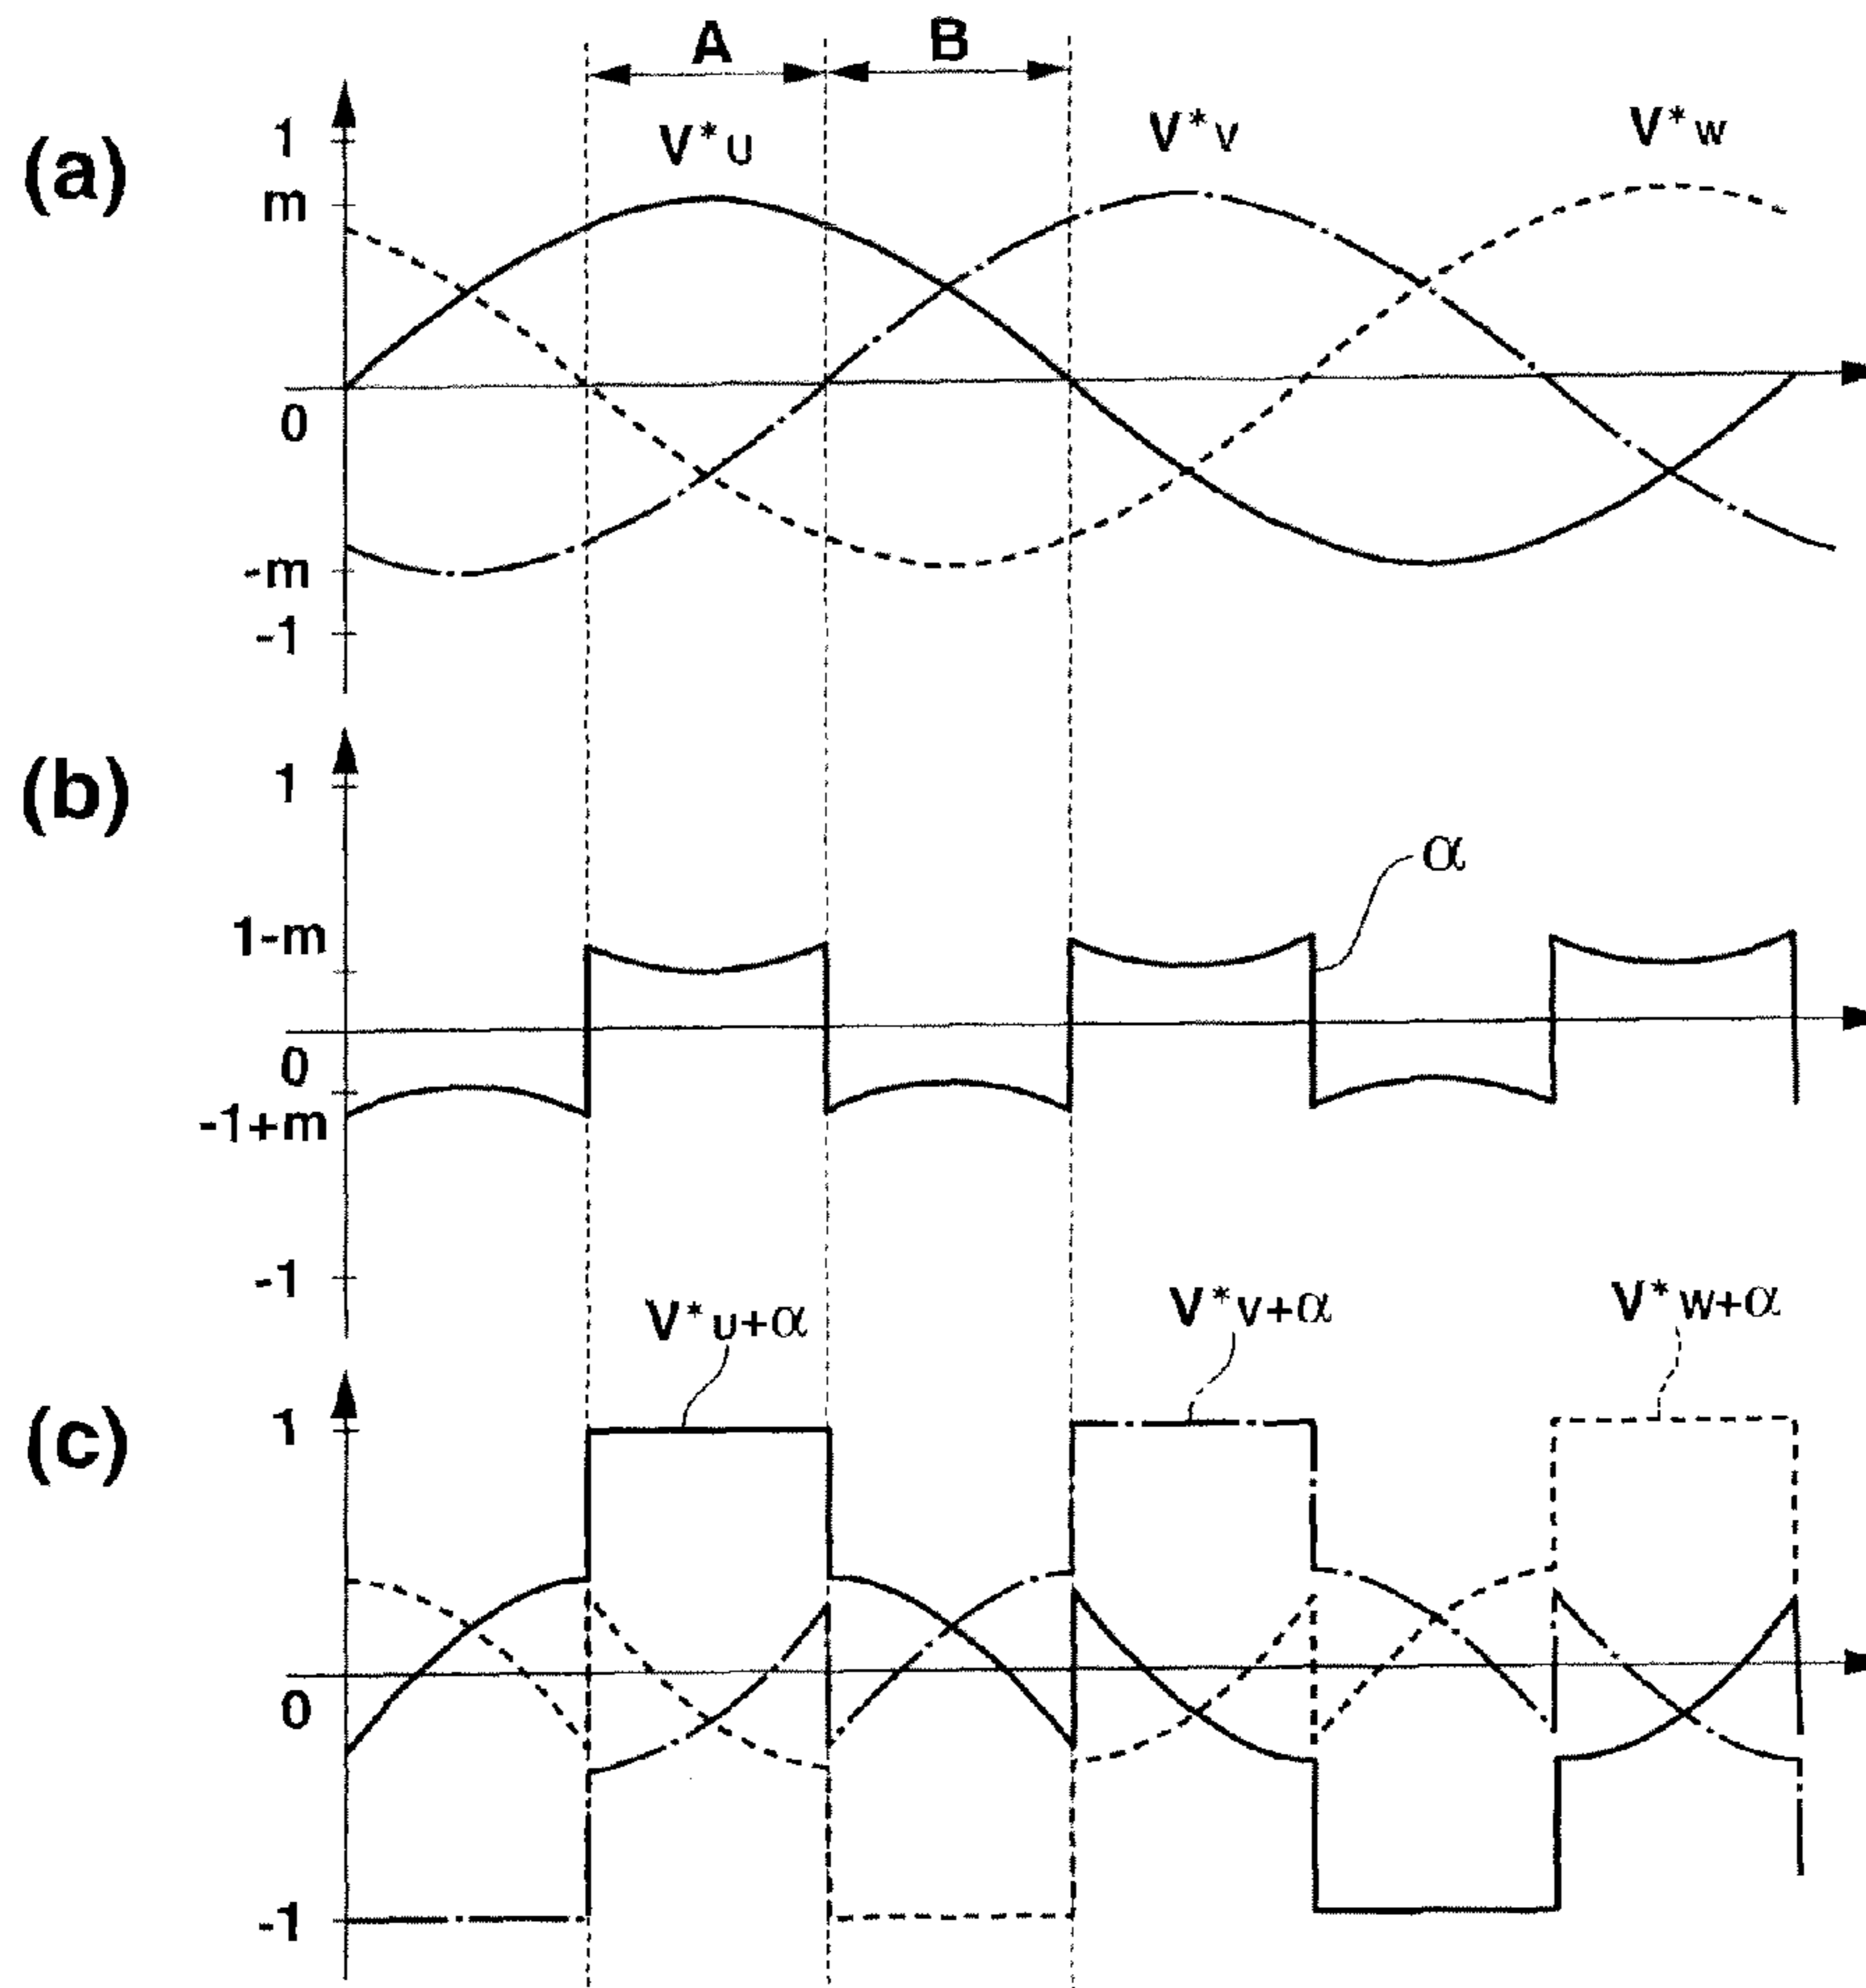 A B
(a)
V*u V*v V*w
1
m
0
-m
-1
(b)
1
α
1-m
0
-1+m
-1
V*u+α V*v+α V*w+α
(c)
1
0
-1